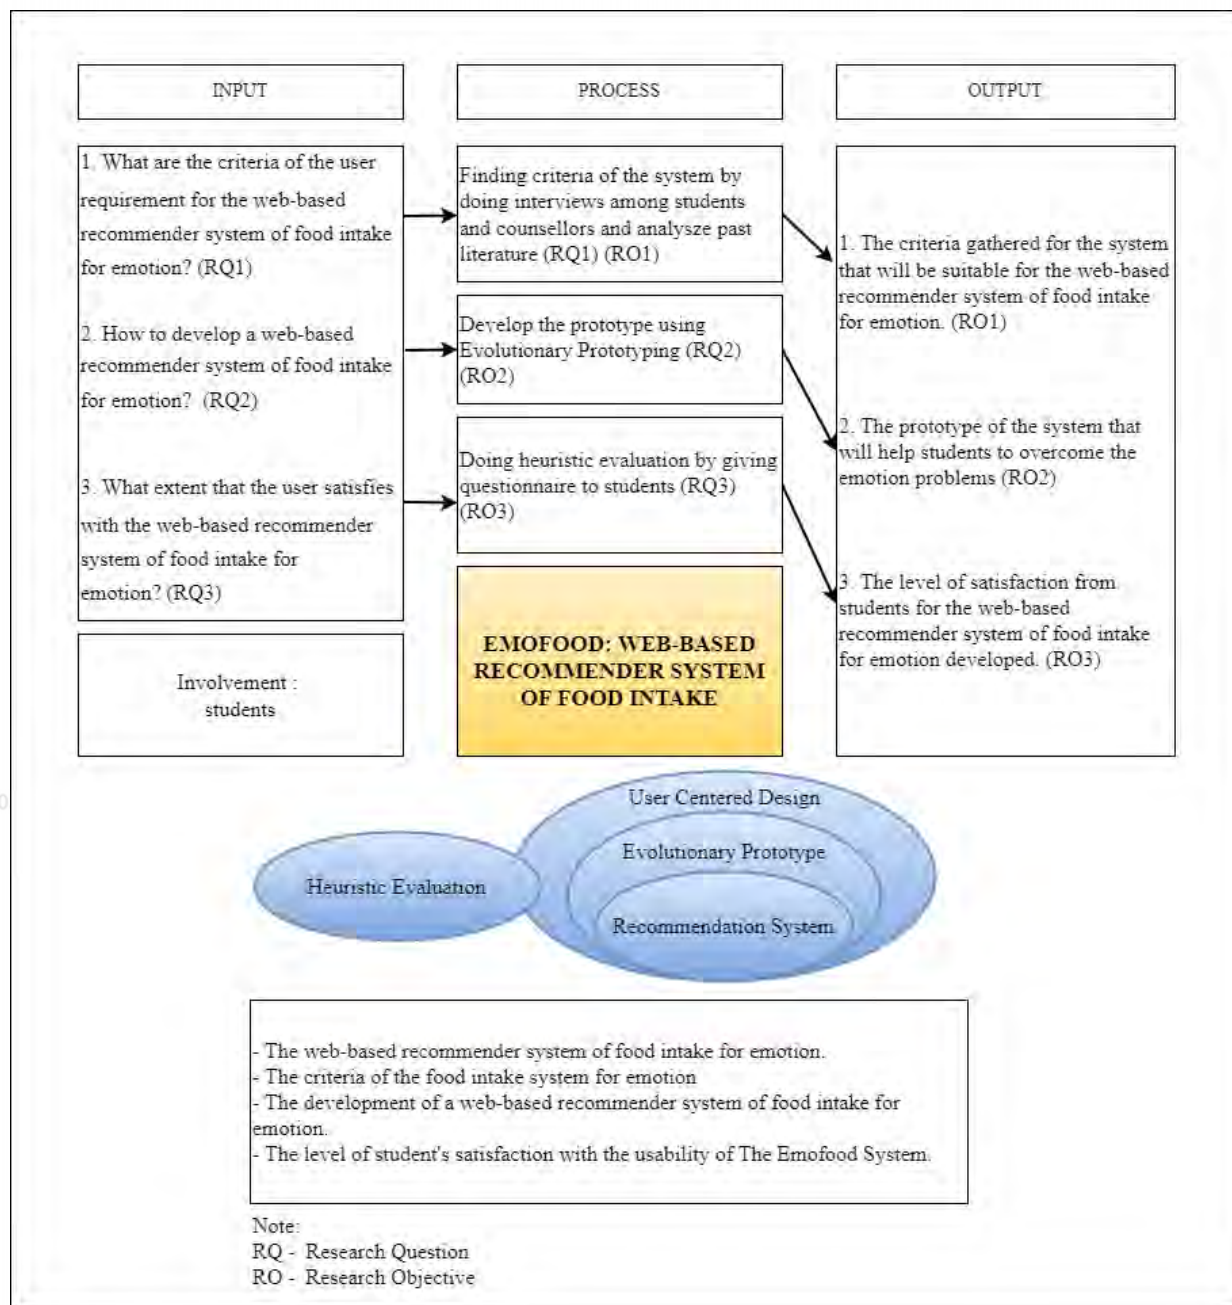 INPUT
PROCESS
OUTPUT
1. What are the criteria of the user
requirement for the web-based
recommender system of food intake
for emotion? (RQ1)
2. How to develop a web-based
recommender system of food intake
for emotion?  (RQ2)
3. What extent that the user satisfies
with the web-based recommender
system of food intake for
emotion? (RQ3)
Involvement :
students
Finding criteria of the system by
doing interviews among students
and counsellors and analysze past
literature (RQ1) (RO1)
Develop the prototype using
Evolutionary Prototyping (RQ2)
(RO2)
Doing heuristic evaluation by giving
questionnaire to students (RQ3)
(RO3)
EMOFOOD: WEB-BASED
RECOMMENDER SYSTEM
OF FOOD INTAKE
1. The criteria gathered for the system
that will be suitable for the web-based
recommender system of food intake
for emotion. (RO1)
2. The prototype of the system that
will help students to overcome the
emotion problems (RO2)
3. The level of satisfaction from
students for the web-based
recommender system of food intake
for emotion developed. (RO3)
User Centered Design
Evolutionary Prototype
Heuristic Evaluation
Recommendation System
- The web-based recommender system of food intake for emotion.
- The criteria of the food intake system for emotion
- The development of a web-based recommender system of food intake for
emotion.
- The level of student's satisfaction with the usability of The Emofood System.
Note:
RQ -  Research Question
RO -  Research Objective